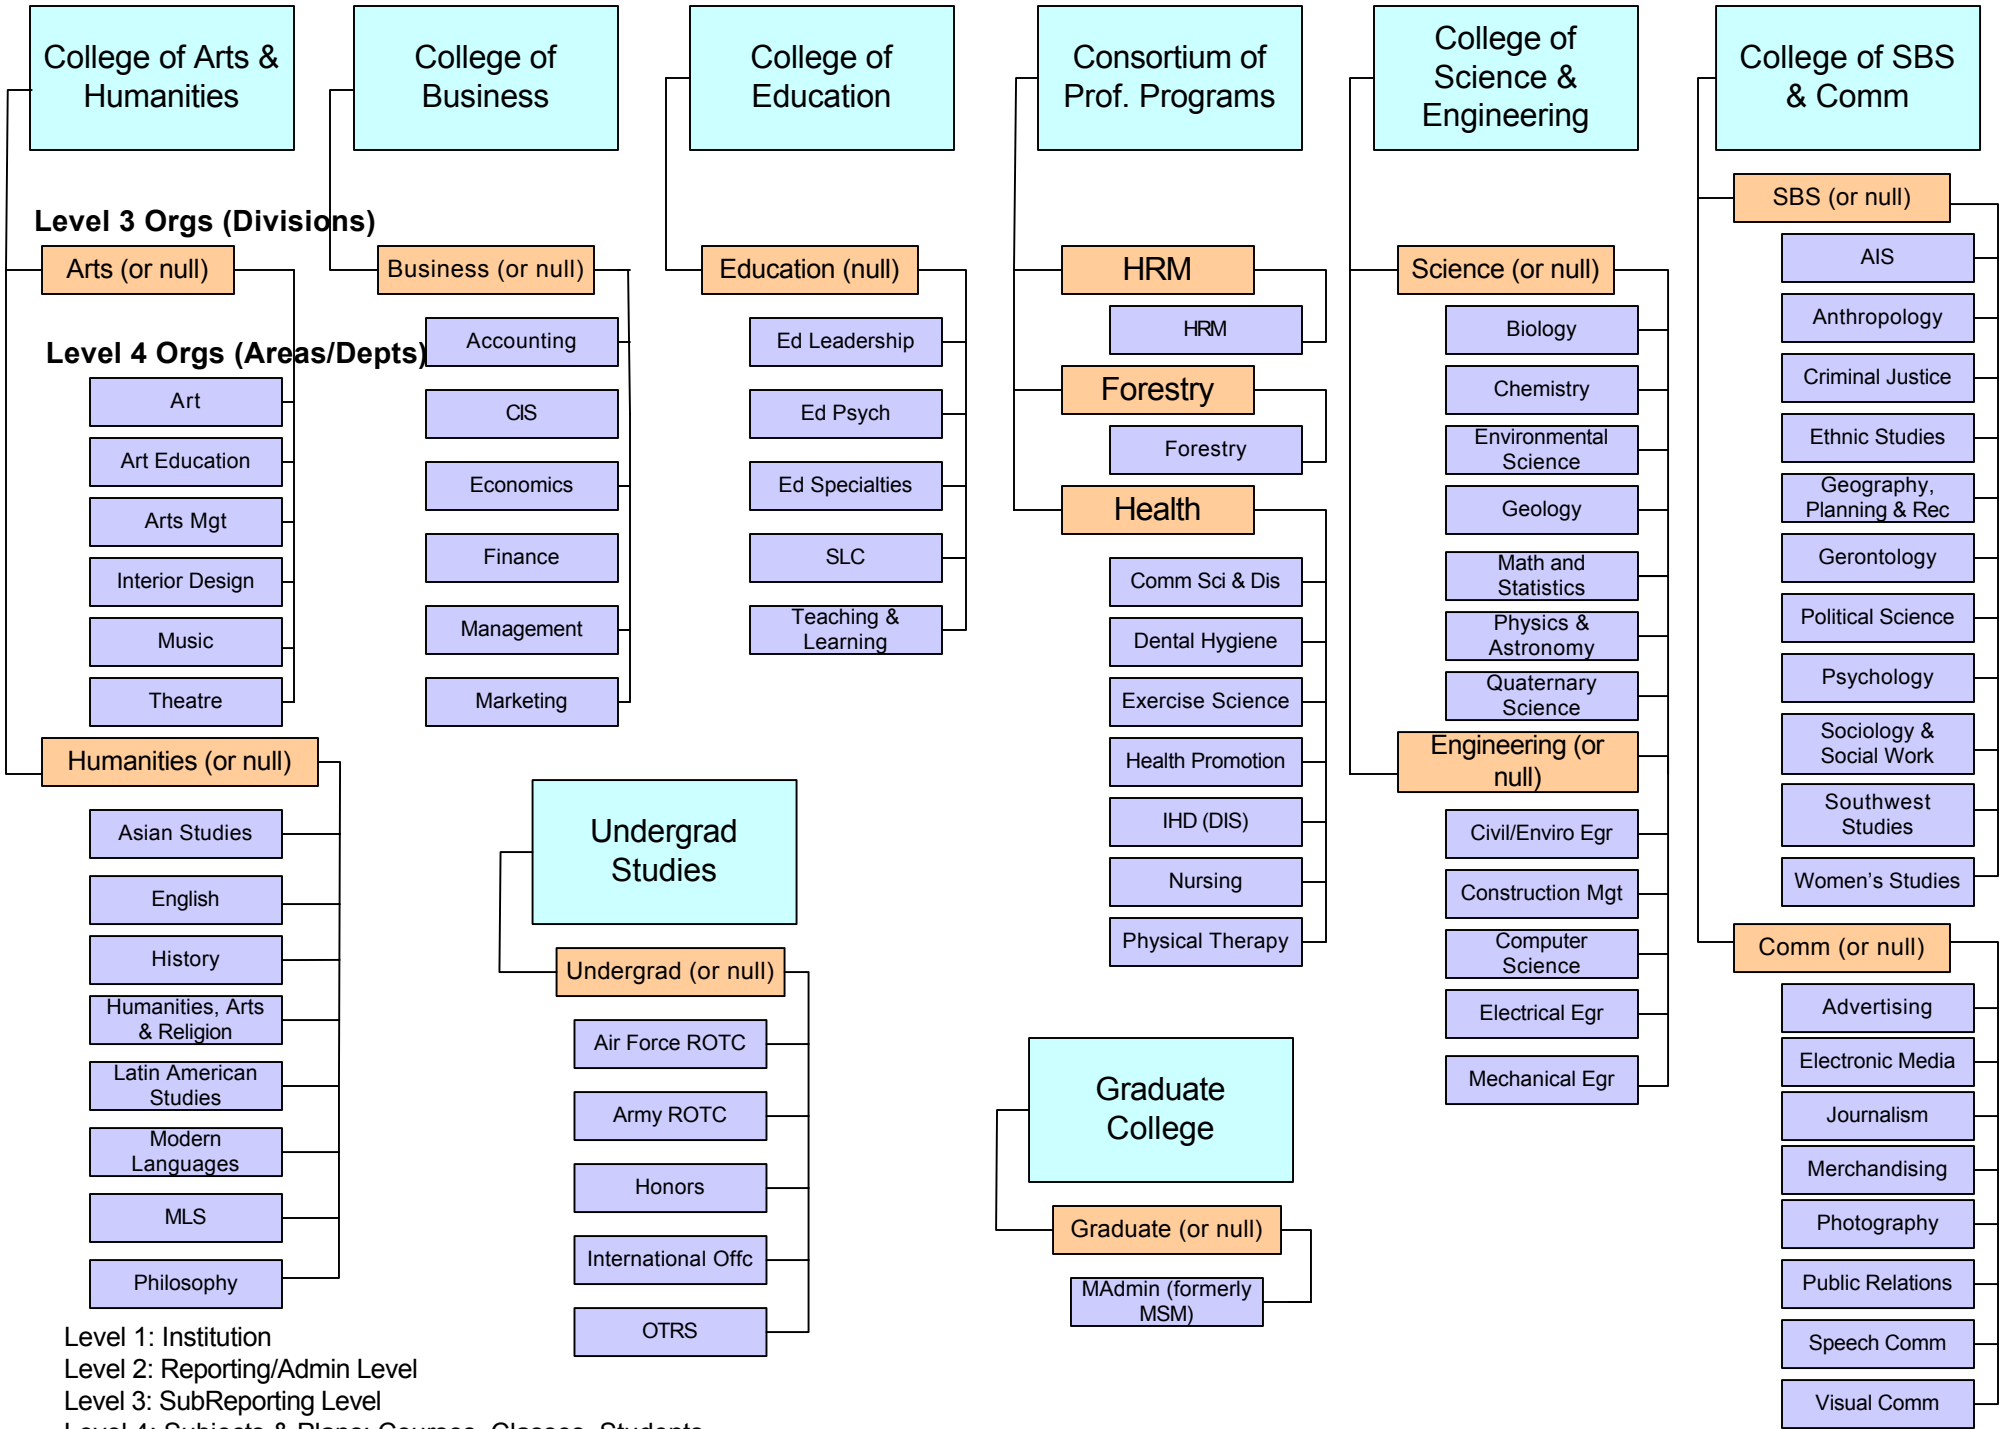 College of Arts &
Humanities
College of
Business
College of
Education
Consortium of
Prof. Programs
College of
Science &
Engineering
College of SBS
& Comm
Level 3 Orgs (Divisions)
Arts (or null)
Level 4 Orgs (Areas/Depts)
Art
Art Education
Arts Mgt
Interior Design
Music
Theatre
Humanities (or null)
Asian Studies
English
History
Humanities, Arts
& Religion
Latin American
Studies
Modern
Languages
MLS
Philosophy
Business (or null)
Accounting
CIS
Economics
Finance
Management
Marketing
Education (null)
Ed Leadership
Ed Psych
Ed Specialties
SLC
Teaching &
Learning
Undergrad
Studies
Undergrad (or null)
Air Force ROTC
Army ROTC
Honors
International Offc
OTRS
HRM
HRM
Forestry
Forestry
Health
Comm Sci & Dis
Dental Hygiene
Exercise Science
Health Promotion
IHD (DIS)
Nursing
Physical Therapy
Graduate
College
Graduate (or null)
MAdmin (formerly
MSM)
Science (or null)
Biology
Chemistry
Environmental
Science
Geology
Math and
Statistics
Physics &
Astronomy
Quaternary
Science
Engineering (or
null)
Civil/Enviro Egr
Construction Mgt
Computer
Science
Electrical Egr
Mechanical Egr
SBS (or null)
AIS
Anthropology
Criminal Justice
Ethnic Studies
Geography,
Planning & Rec
Gerontology
Political Science
Psychology
Sociology &
Social Work
Southwest
Studies
Women's Studies
Comm (or null)
Advertising
Electronic Media
Journalism
Merchandising
Photography
Public Relations
Speech Comm
Visual Comm
Level 1: Institution
Level 2: Reporting/Admin Level
Level 3: SubReporting Level
Level 4: Subjects & Plans; Courses, Classes, Students